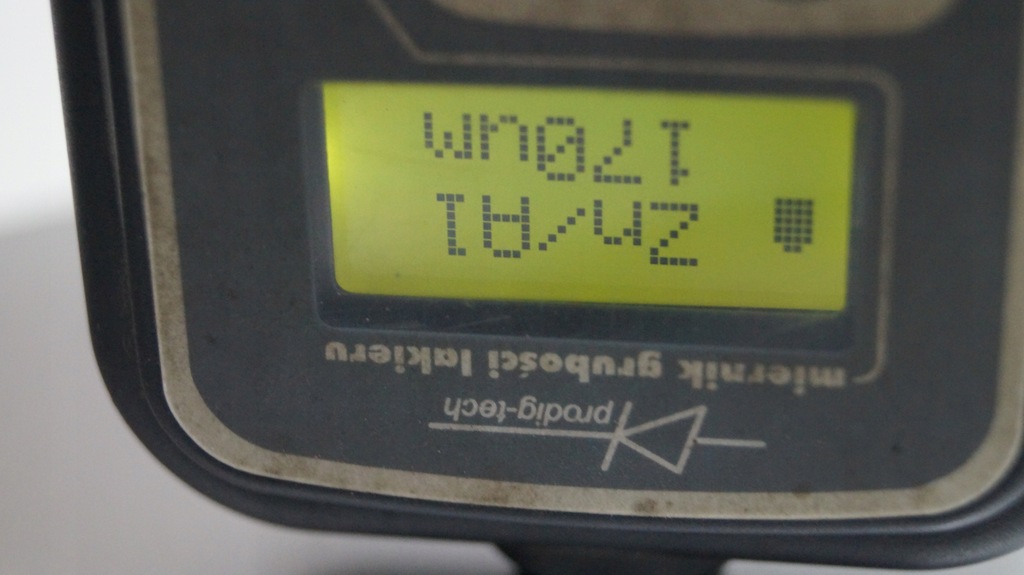 prodig-tech
miernik grubości lakieru
Zn/Al
170um